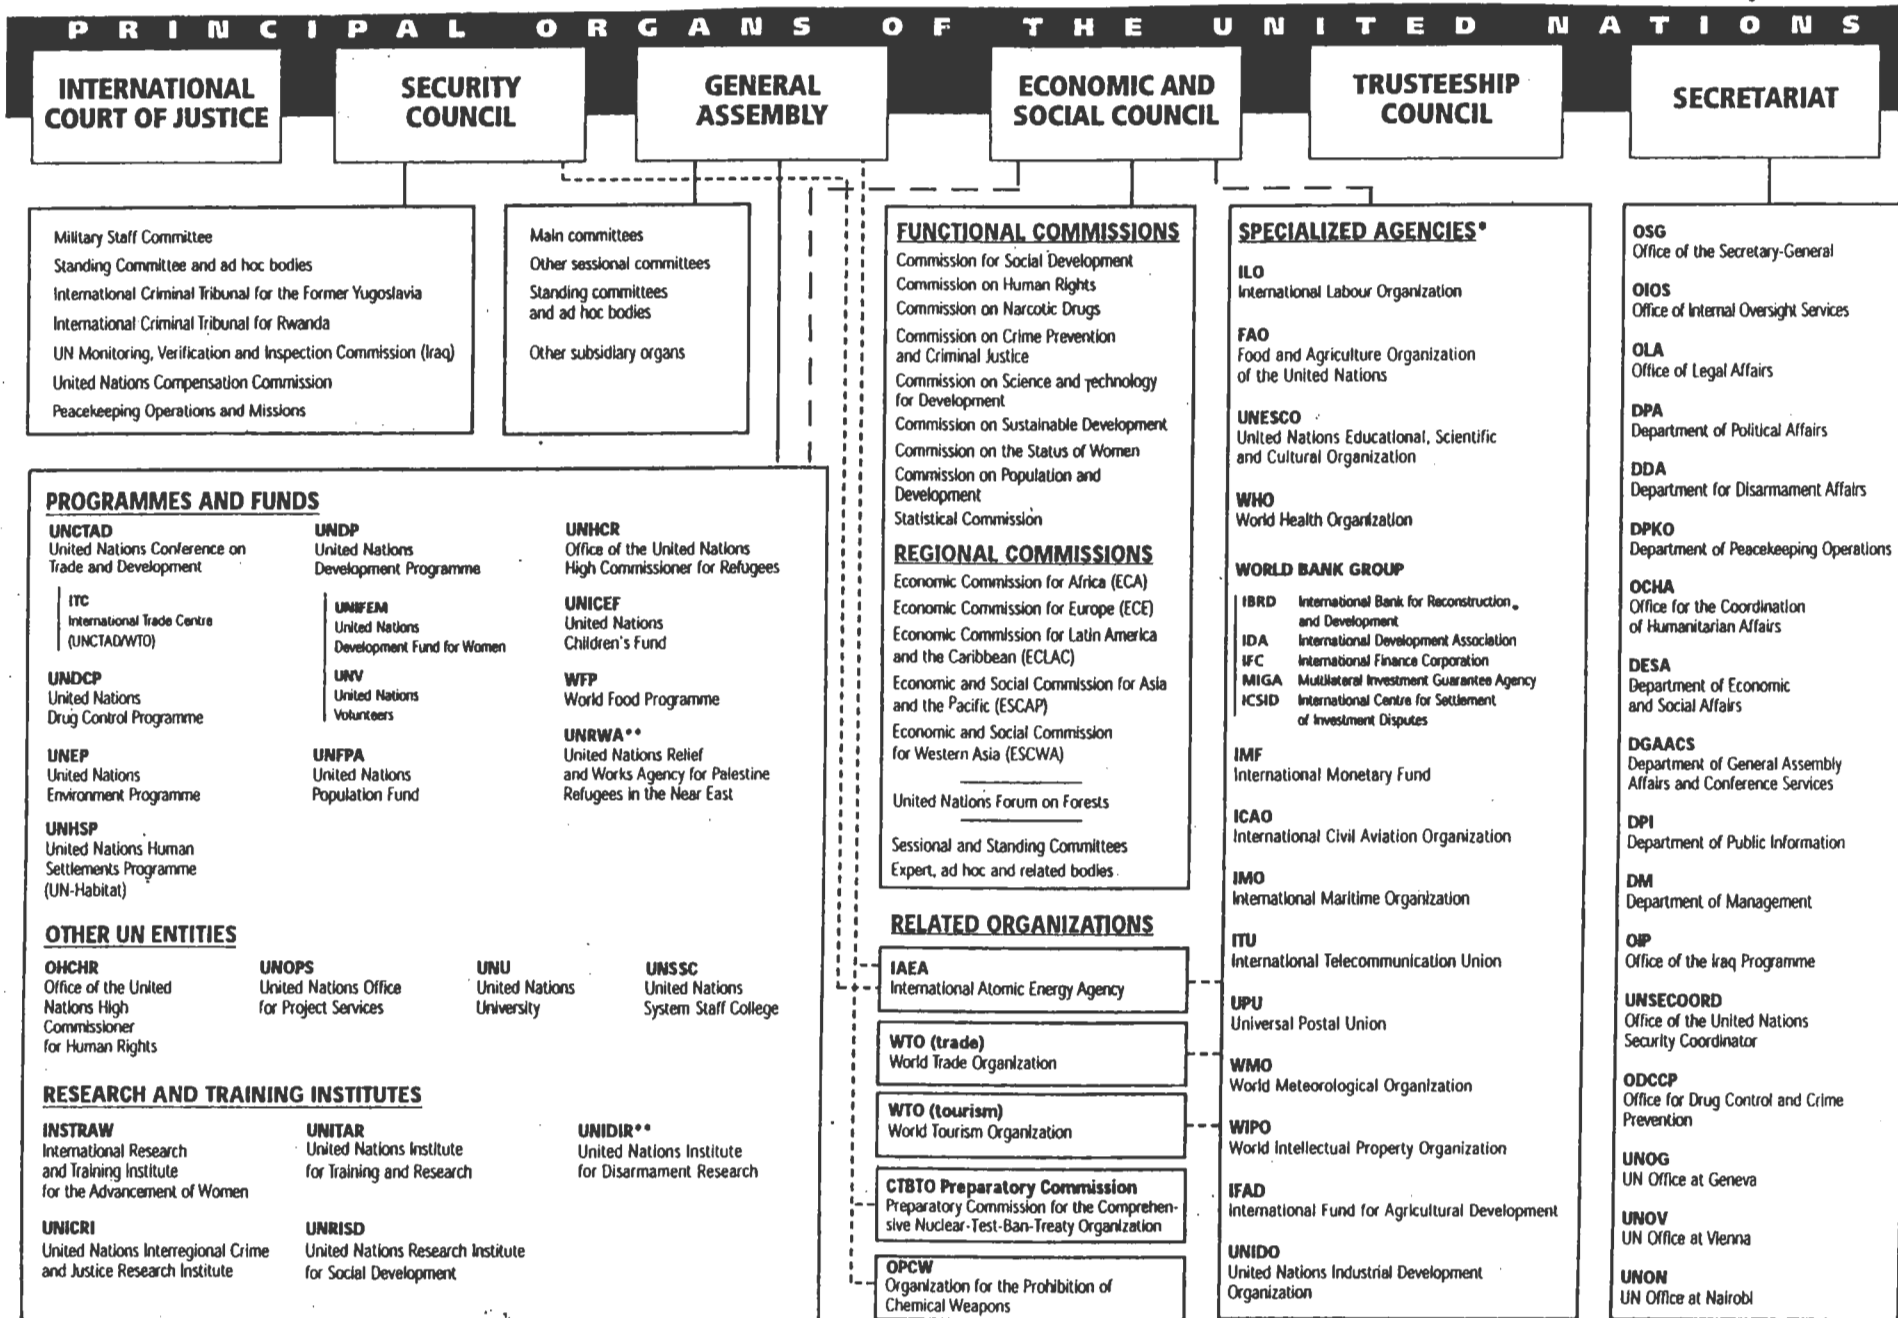 PRINCIPAL ORGANS OF THE UNITED NATIONS
INTERNATIONAL
COURT OF JUSTICE
SECURITY
COUNCIL
GENERAL
ASSEMBLY
ECONOMIC AND
SOCIAL COUNCIL
TRUSTEESHIP
COUNCIL
SECRETARIAT
Military Staff Committee
Standing Committee and ad hoc bodies
International Criminal Tribunal for the Former Yugoslavia
International Criminal Tribunal for Rwanda
UN Monitoring, Verification and Inspection Commission (Iraq)
United Nations Compensation Commission
Peacekeeping Operations and Missions
Main committees
Other sessional committees
Standing committees
and ad hoc bodies
Other subsidiary organs
PROGRAMMES AND FUNDS
UNCTAD
United Nations Conference on
Trade and Development
ITC
International Trade Centre
(UNCTAD/WTO)
UNDCP
United Nations
Drug Control Programme
UNEP
United Nations
Environment Programme
UNHSP
United Nations Human
Settlements Programme
(UN-Habitat)
UNDP
United Nations
Development Programme
UNIFEM
United Nations
Development Fund for Women
UNV
United Nations
Volunteers
UNFPA
United Nations
Population Fund
UNHCR
Office of the United Nations
High Commissioner for Refugees
UNICEF
United Nations
Children's Fund
WFP
World Food Programme
UNRWA**
United Nations Relief
and Works Agency for Palestine
Refugees in the Near East
OTHER UN ENTITIES
OHCHR
Office of the United
Nations High
Commissioner
for Human Rights
UNOPS
United Nations Office
for Project Services
UNU
United Nations
University
UNSSC
United Nations
System Staff College
RESEARCH AND TRAINING INSTITUTES
INSTRAW
International Research
and Training Institute
for the Advancement of Women
UNITAR
United Nations Institute
for Training and Research
UNIDIR**
United Nations Institute
for Disarmament Research
UNICRI
United Nations Interregional Crime
and Justice Research Institute
UNRISD
United Nations Research Institute
for Social Development
FUNCTIONAL COMMISSIONS
Commission for Social Development
Commission on Human Rights
Commission on Narcotic Drugs
Commission on Crime Prevention
and Criminal Justice
Commission on Science and Technology
for Development
Commission on Sustainable Development
Commission on the Status of Women
Commission on Population and
Development
Statistical Commission
REGIONAL COMMISSIONS
Economic Commission for Africa (ECA)
Economic Commission for Europe (ECE)
Economic Commission for Latin America
and the Caribbean (ECLAC)
Economic and Social Commission for Asia
and the Pacific (ESCAP)
Economic and Social Commission
for Western Asia (ESCWA)
United Nations Forum on Forests
Sessional and Standing Committees
Expert, ad hoc and related bodies
RELATED ORGANIZATIONS
IAEA
International Atomic Energy Agency
WTO (trade)
World Trade Organization
WTO (tourism)
World Tourism Organization
CTBTO Preparatory Commission
Preparatory Commission for the Comprehen-
sive Nuclear-Test-Ban-Treaty Organization
OPCW
Organization for the Prohibition of
Chemical Weapons
SPECIALIZED AGENCIES*
ILO
International Labour Organization
FAO
Food and Agriculture Organization
of the United Nations
UNESCO
United Nations Educational, Scientific
and Cultural Organization
WHO
World Health Organization
WORLD BANK GROUP
IBRD International Bank for Reconstruction
and Development
IDA International Development Association
IFC International Finance Corporation
MIGA Multilateral Investment Guarantee Agency
ICSID International Centre for Settlement
of Investment Disputes
IMF
International Monetary Fund
ICAO
International Civil Aviation Organization
IMO
International Maritime Organization
ITU
International Telecommunication Union
UPU
Universal Postal Union
WMO
World Meteorological Organization
WIPO
World Intellectual Property Organization
IFAD
International Fund for Agricultural Development
UNIDO
United Nations Industrial Development
Organization
OSG
Office of the Secretary-General
OIOS
Office of Internal Oversight Services
OLA
Office of Legal Affairs
DPA
Department of Political Affairs
DDA
Department for Disarmament Affairs
DPKO
Department of Peacekeeping Operations
OCHA
Office for the Coordination
of Humanitarian Affairs
DESA
Department of Economic
and Social Affairs
DGAACS
Department of General Assembly
Affairs and Conference Services
DPI
Department of Public Information
DM
Department of Management
OIP
Office of the Iraq Programme
UNSECOORD
Office of the United Nations
Security Coordinator
ODCCP
Office for Drug Control and Crime
Prevention
UNOG
UN Office at Geneva
UNOV
UN Office at Vienna
UNON
UN Office at Nairobi